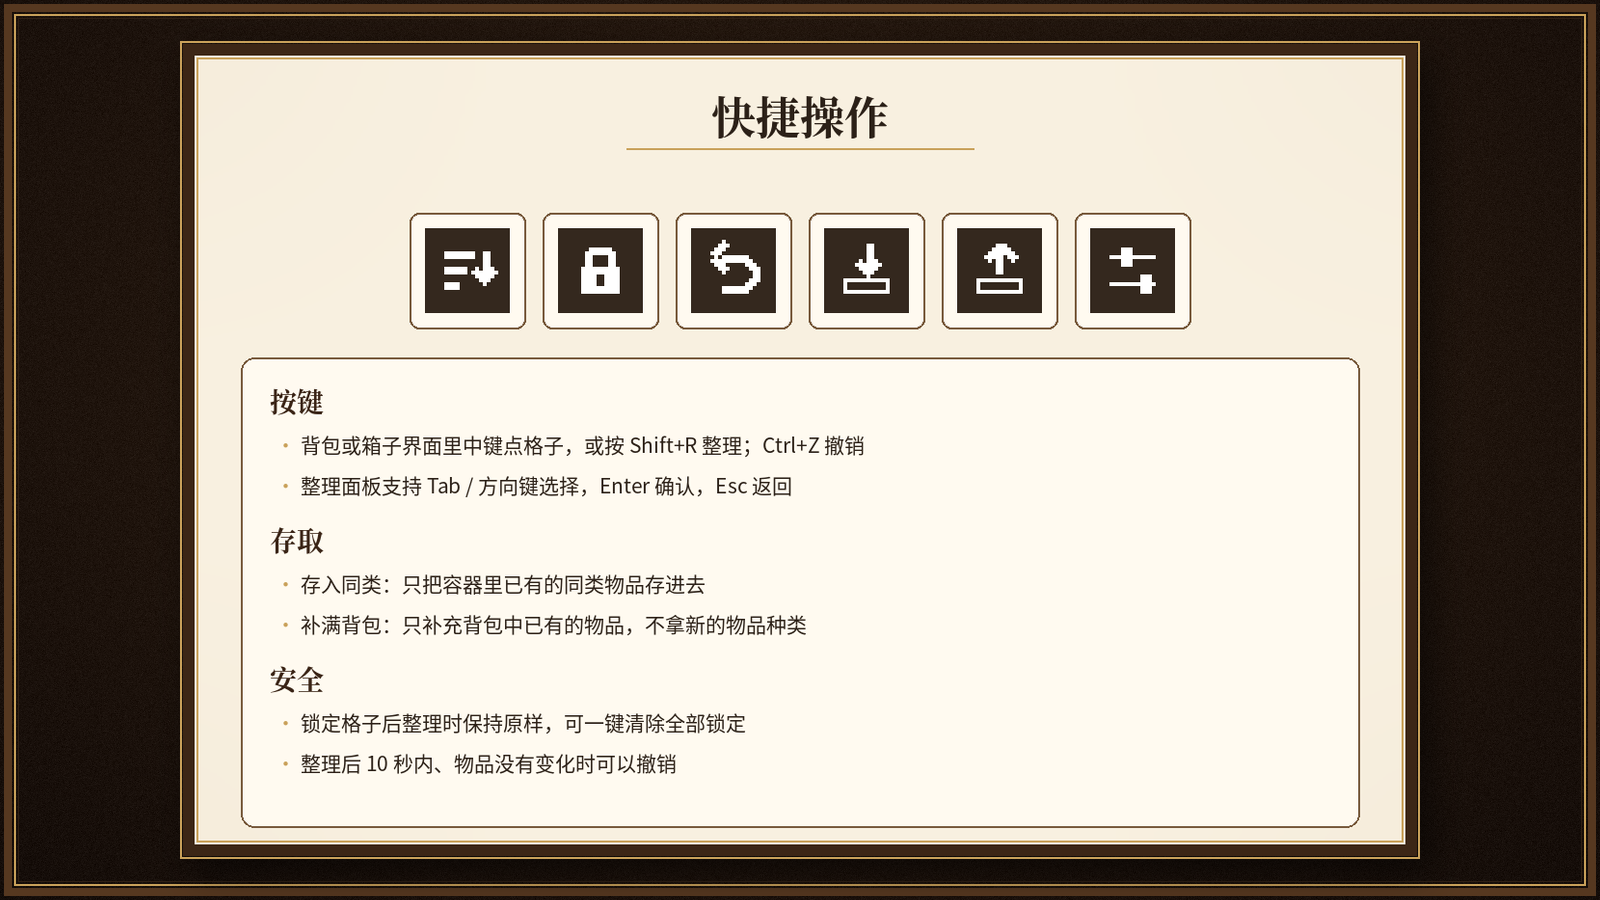 快捷操作
按键
• 背包或箱子界面里中键点格子，或按 Shift+R 整理；Ctrl+Z 撤销
• 整理面板支持 Tab / 方向键选择，Enter 确认，Esc 返回
存取
• 存入同类：只把容器里已有的同类物品存进去
• 补满背包：只补充背包中已有的物品，不拿新的物品种类
安全
• 锁定格子后整理时保持原样，可一键清除全部锁定
• 整理后 10 秒内、物品没有变化时可以撤销